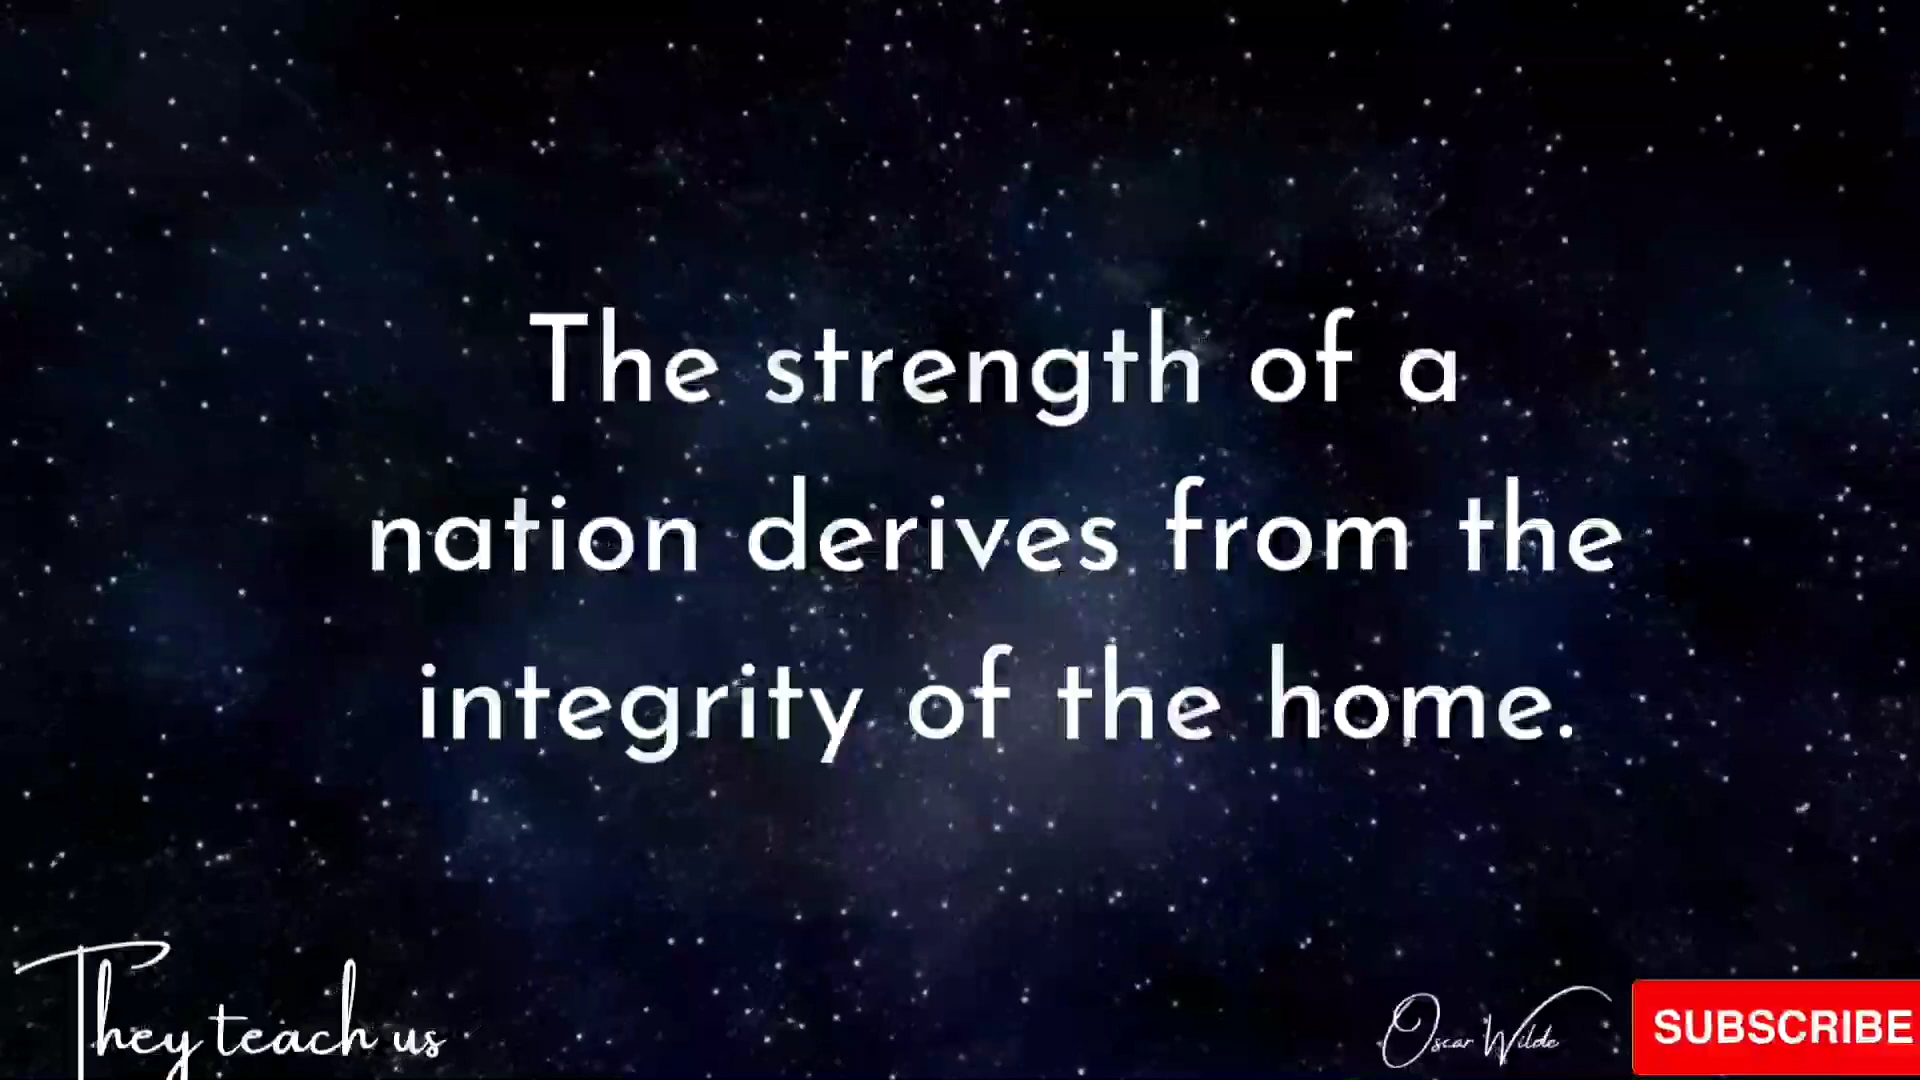 The strength of a
nation derives from the
integrity of the home.
They teach us
Oscar Wilde
SUBSCRIBE